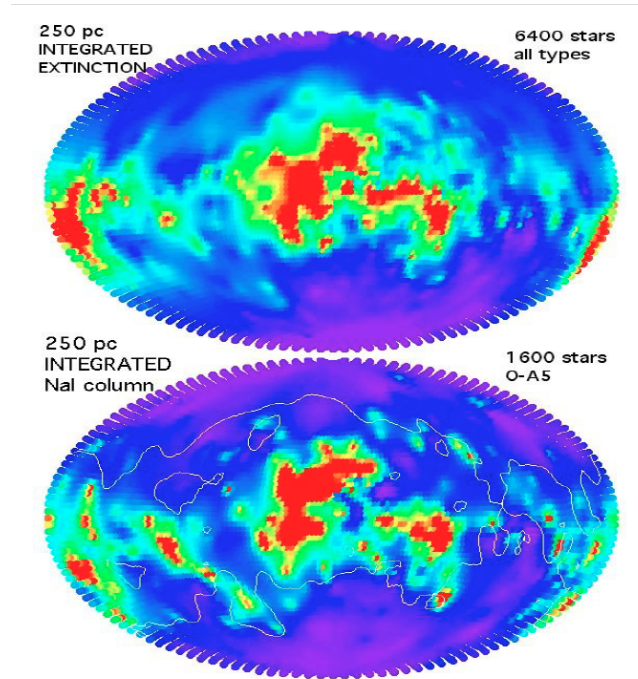 250 pc
INTEGRATED
EXTINCTION
6400 stars
all types
250 pc
INTEGRATED
NaI column
1600 stars
O-A5